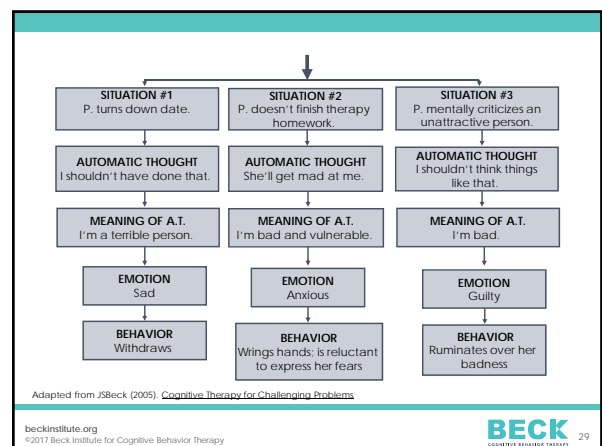 SITUATION #1
P. turns down date.
AUTOMATIC THOUGHT
I shouldn't have done that.
MEANING OF A.T.
I'm a terrible person.
EMOTION
Sad
BEHAVIOR
Withdraws
SITUATION #2
P. doesn't finish therapy
homework.
AUTOMATIC THOUGHT
She'll get mad at me.
MEANING OF A.T.
I'm bad and vulnerable.
EMOTION
Anxious
BEHAVIOR
Wrings hands; is reluctant
to express her fears
SITUATION #3
P. mentally criticizes an
unattractive person.
AUTOMATIC THOUGHT
I shouldn't think things
like that.
MEANING OF A.T.
I'm bad.
EMOTION
Guilty
BEHAVIOR
Ruminates over her
badness
Adapted from JSBeck (2005). Cognitive Therapy for Challenging Problems
beckinstitute.org
©2017 Beck Institute for Cognitive Behavior Therapy
BECK
COGNITIVE BEHAVIOR THERAPY
29